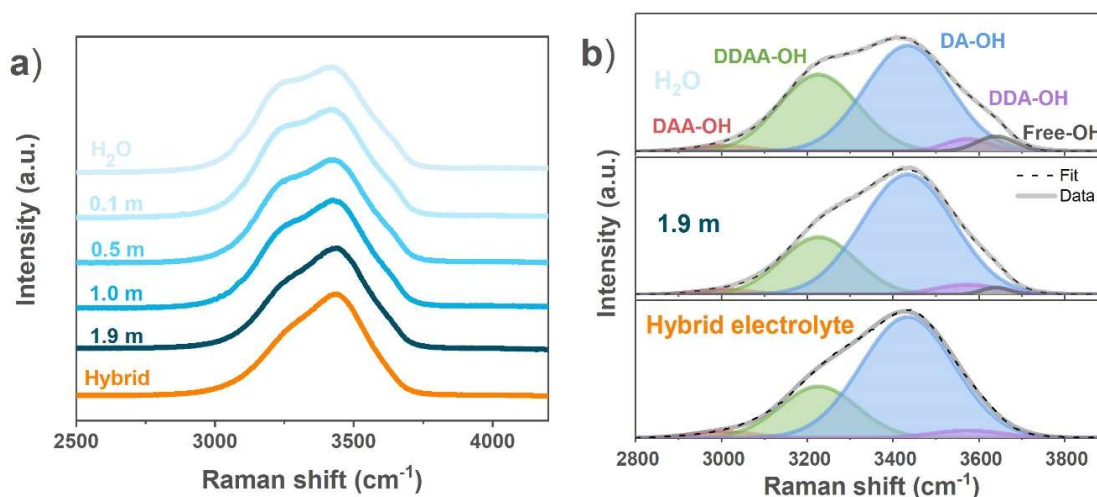 a)
Intensity (a.u.)
H₂O
0.1 m
0.5 m
1.0 m
1.9 m
Hybrid
2500 3000 3500 4000
Raman shift (cm⁻¹)
b)
Intensity (a.u.)
DDAA-OH DA-OH
H₂O
DAA-OH DDA-OH
Free-OH
1.9 m
Fit
Data
Hybrid electrolyte
2800 3000 3200 3400 3600 3800
Raman shift (cm⁻¹)